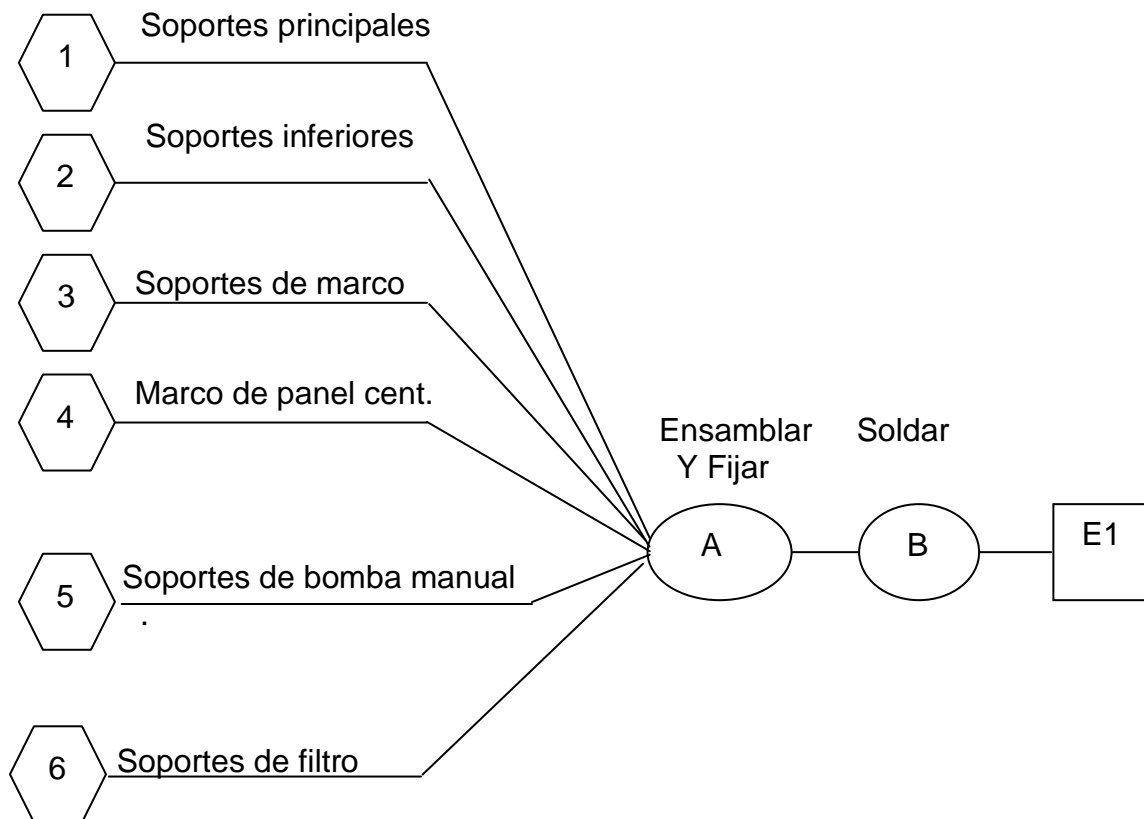 Soportes principales
1
Soportes inferiores
2
Soportes de marco
3
Marco de panel cent.
4
Ensamblar Soldar
Y Fijar
A B E1
Soportes de bomba manual
5
.
Soportes de filtro
6